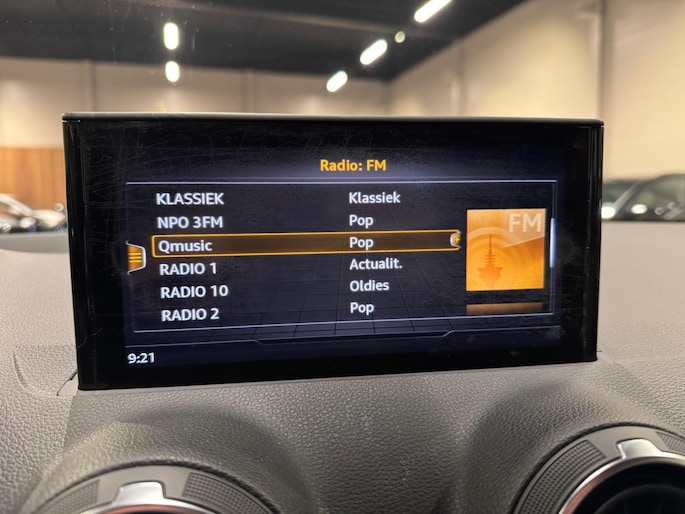 Radio: FM
KLASSIEK Klassiek
NPO 3FM Pop
Qmusic Pop
RADIO 1 Actualit.
RADIO 10 Oldies
RADIO 2 Pop
FM
9:21